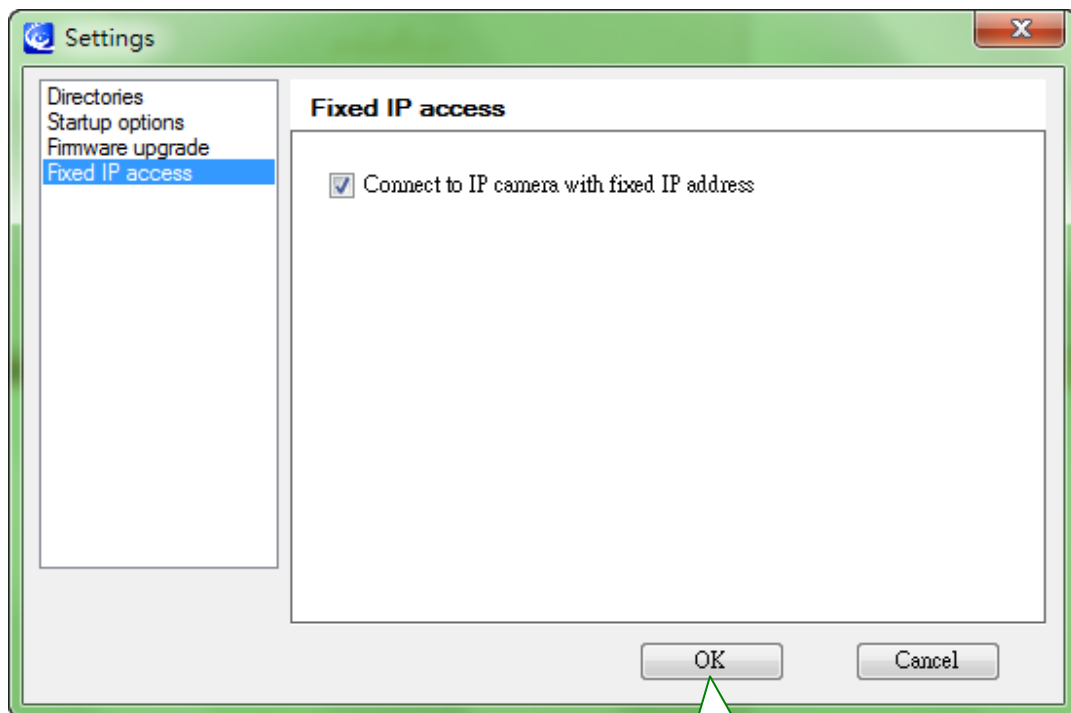 Settings
Directories
Startup options
Firmware upgrade
Fixed IP access
Fixed IP access
Connect to IP camera with fixed IP address
OK
Cancel